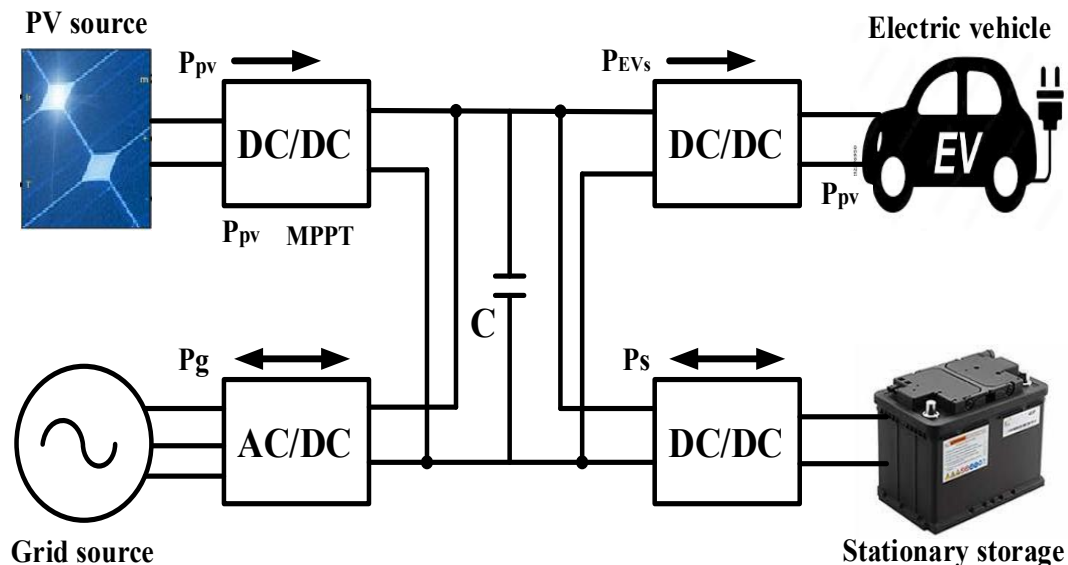 PV source
Electric vehicle
Ppv
PEVs
DC/DC
DC/DC
EV
Ppv
Ppv MPPT
C
Pg
Ps
AC/DC
DC/DC
Grid source
Stationary storage